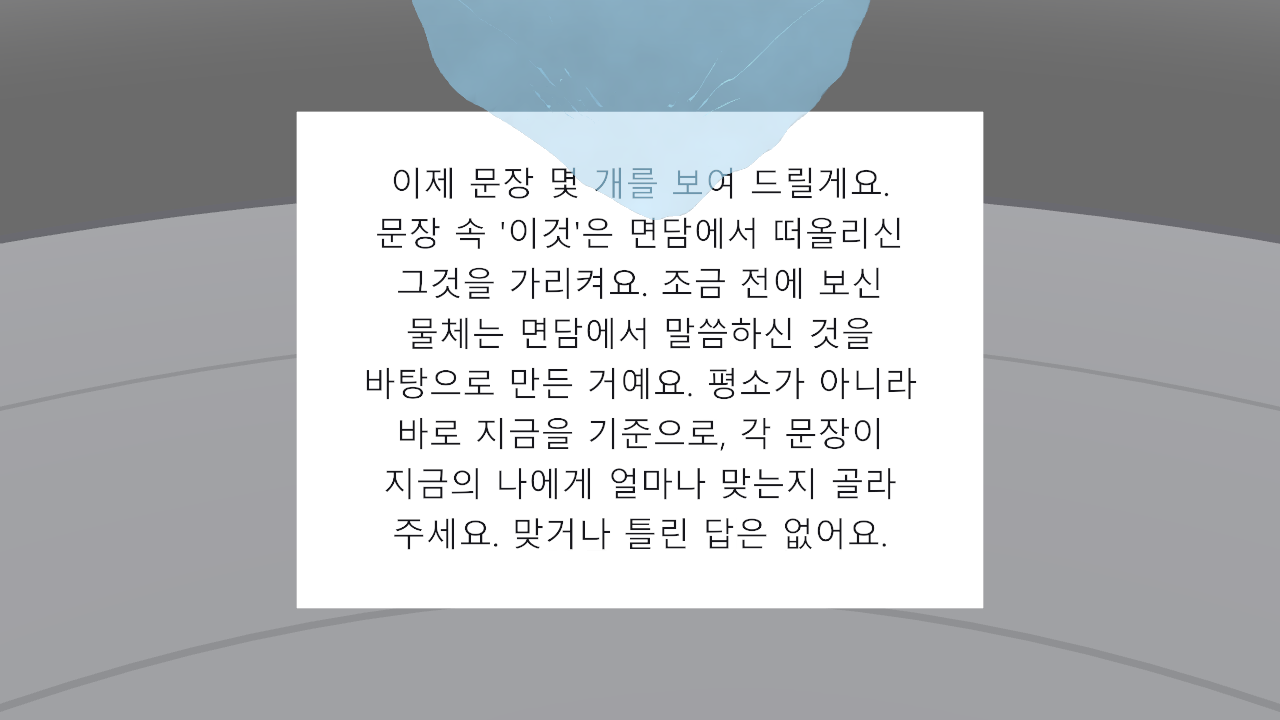 이제 문장 몇 개를 보여 드릴게요.
문장 속 '이것'은 면담에서 떠올리신
그것을 가리켜요. 조금 전에 보신
물체는 면담에서 말씀하신 것을
바탕으로 만든 거예요. 평소가 아니라
바로 지금을 기준으로, 각 문장이
지금의 나에게 얼마나 맞는지 골라
주세요. 맞거나 틀린 답은 없어요.